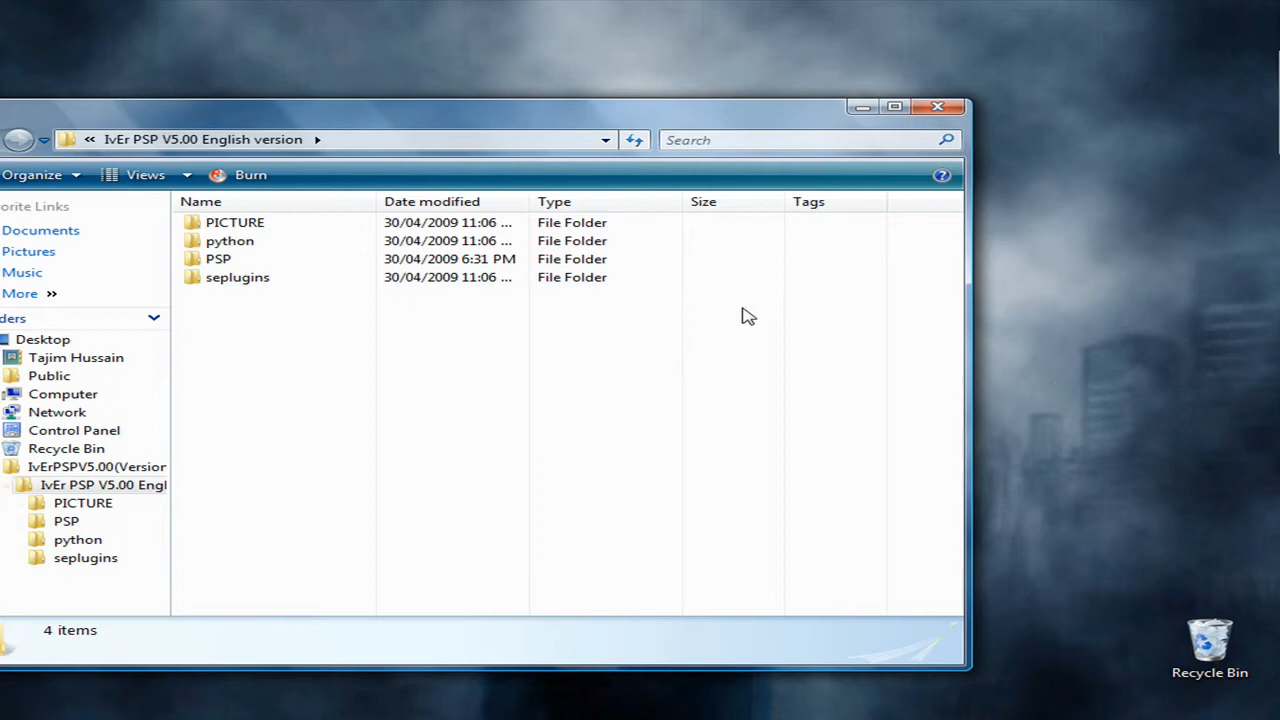 IvEr PSP V5.00 English version
Search
Organize Views Burn
orite Links
Documents
Pictures
Music
More
ders
Desktop
Tajim Hussain
Public
Computer
Network
Control Panel
Recycle Bin
IvErPSPV5.00(Version
IvEr PSP V5.00 Engl
PICTURE
PSP
python
seplugins
Name Date modified Type Size Tags
PICTURE 30/04/2009 11:06 ... File Folder
python 30/04/2009 11:06 ... File Folder
PSP 30/04/2009 6:31 PM File Folder
seplugins 30/04/2009 11:06 ... File Folder
4 items
Recycle Bin